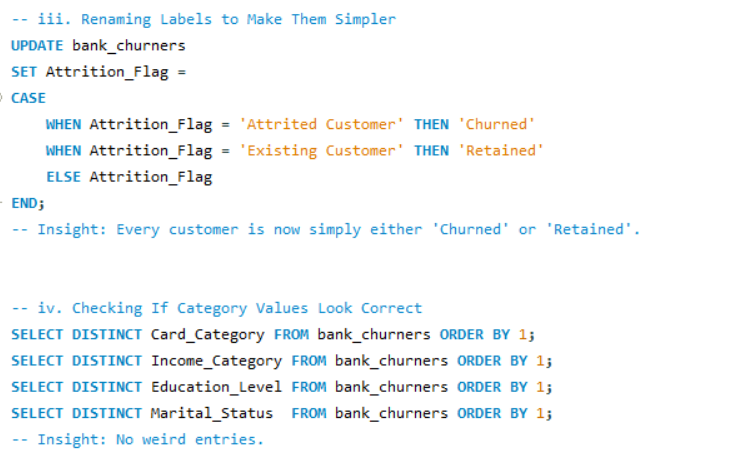 -- iii. Renaming Labels to Make Them Simpler
UPDATE bank_churners
SET Attrition_Flag =
CASE
    WHEN Attrition_Flag = 'Attrited Customer' THEN 'Churned'
    WHEN Attrition_Flag = 'Existing Customer' THEN 'Retained'
    ELSE Attrition_Flag
END;
-- Insight: Every customer is now simply either 'Churned' or 'Retained'.
-- iv. Checking If Category Values Look Correct
SELECT DISTINCT Card_Category FROM bank_churners ORDER BY 1;
SELECT DISTINCT Income_Category FROM bank_churners ORDER BY 1;
SELECT DISTINCT Education_Level FROM bank_churners ORDER BY 1;
SELECT DISTINCT Marital_Status  FROM bank_churners ORDER BY 1;
-- Insight: No weird entries.